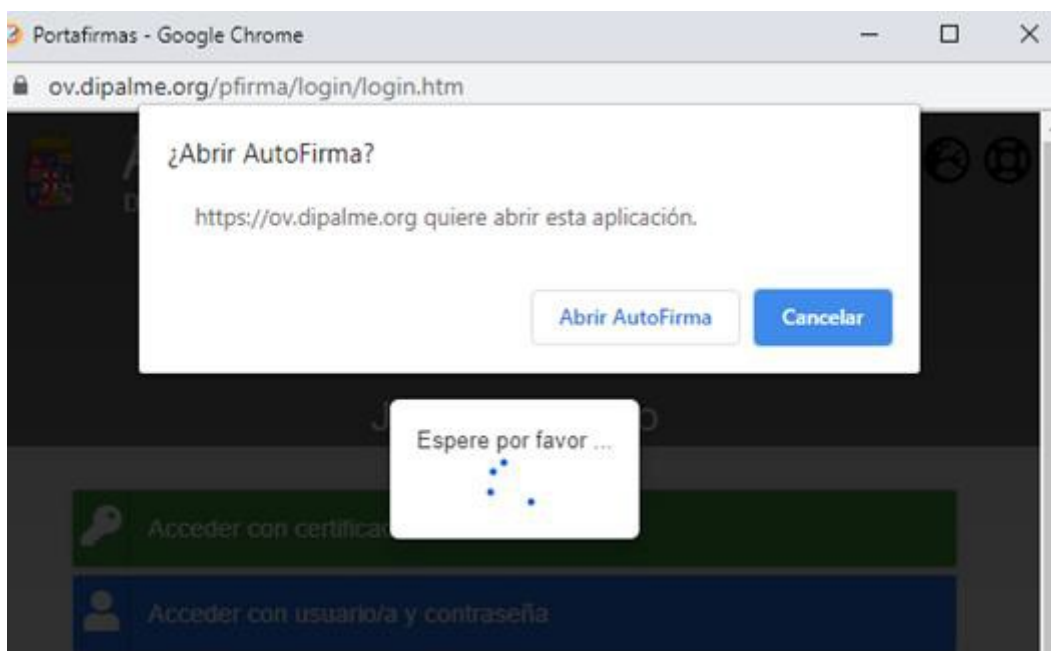 Portafirmas - Google Chrome
ov.dipalme.org/pfirma/login/login.htm
¿Abrir AutoFirma?
https://ov.dipalme.org quiere abrir esta aplicación.
Abrir AutoFirma
Cancelar
Espere por favor ...
Acceder con
Acceder con usuario/a y contraseña